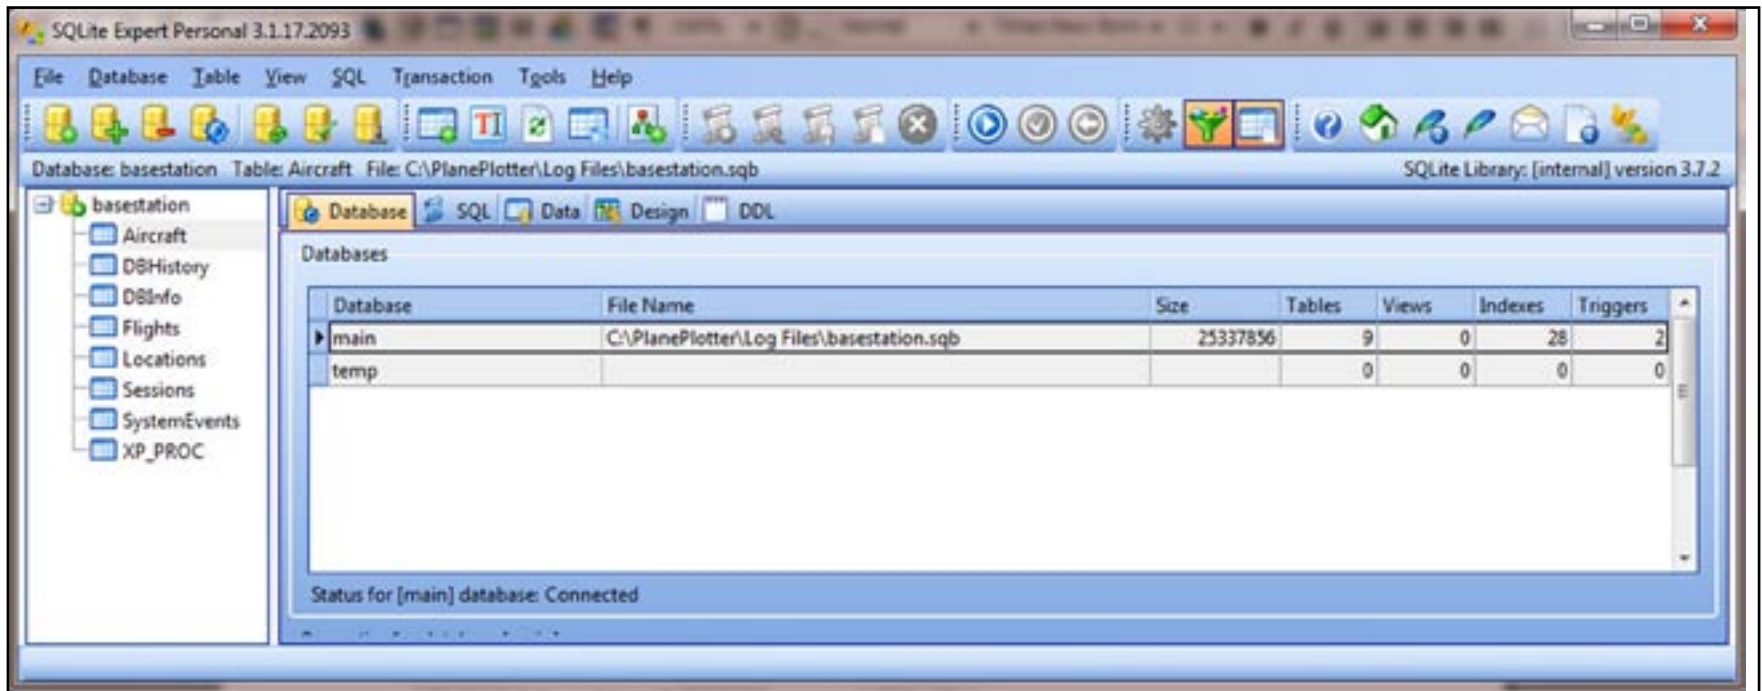 SQLite Expert Personal 3.1.17.2093
File Database Table View SQL Transaction Tools Help
Database: basestation Table: Aircraft File: C:\PlanePlotter\Log Files\basestation.sqb SQLite Library: [internal] version 3.7.2
basestation
Aircraft
DBHistory
DBInfo
Flights
Locations
Sessions
SystemEvents
XP_PROC
Database SQL Data Design DDL
Databases
Database File Name Size Tables Views Indexes Triggers
main C:\PlanePlotter\Log Files\basestation.sqb 25337856 9 0 28 2
temp 0 0 0 0
Status for [main] database: Connected